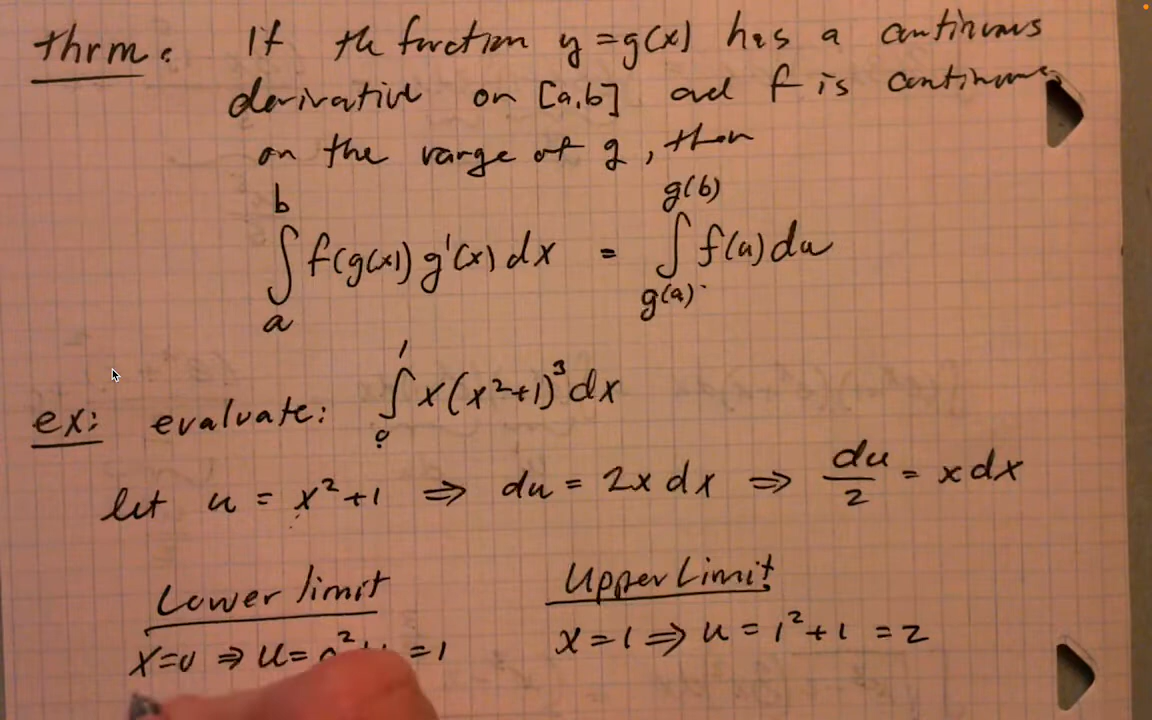 thrm: If the function y = g(x) has a continuous
derivative on [a,b] and f is continuous
on the range of g, then
∫_a^b f(g(x)) g'(x) dx = ∫_{g(a)}^{g(b)} f(u) du
ex: evaluate: ∫_0^1 x(x²+1)³ dx
let u = x²+1 ⇒ du = 2x dx ⇒ du/2 = x dx
Lower limit
Upper Limit
x=0 ⇒ u= =1
x=1 ⇒ u = 1²+1 = 2